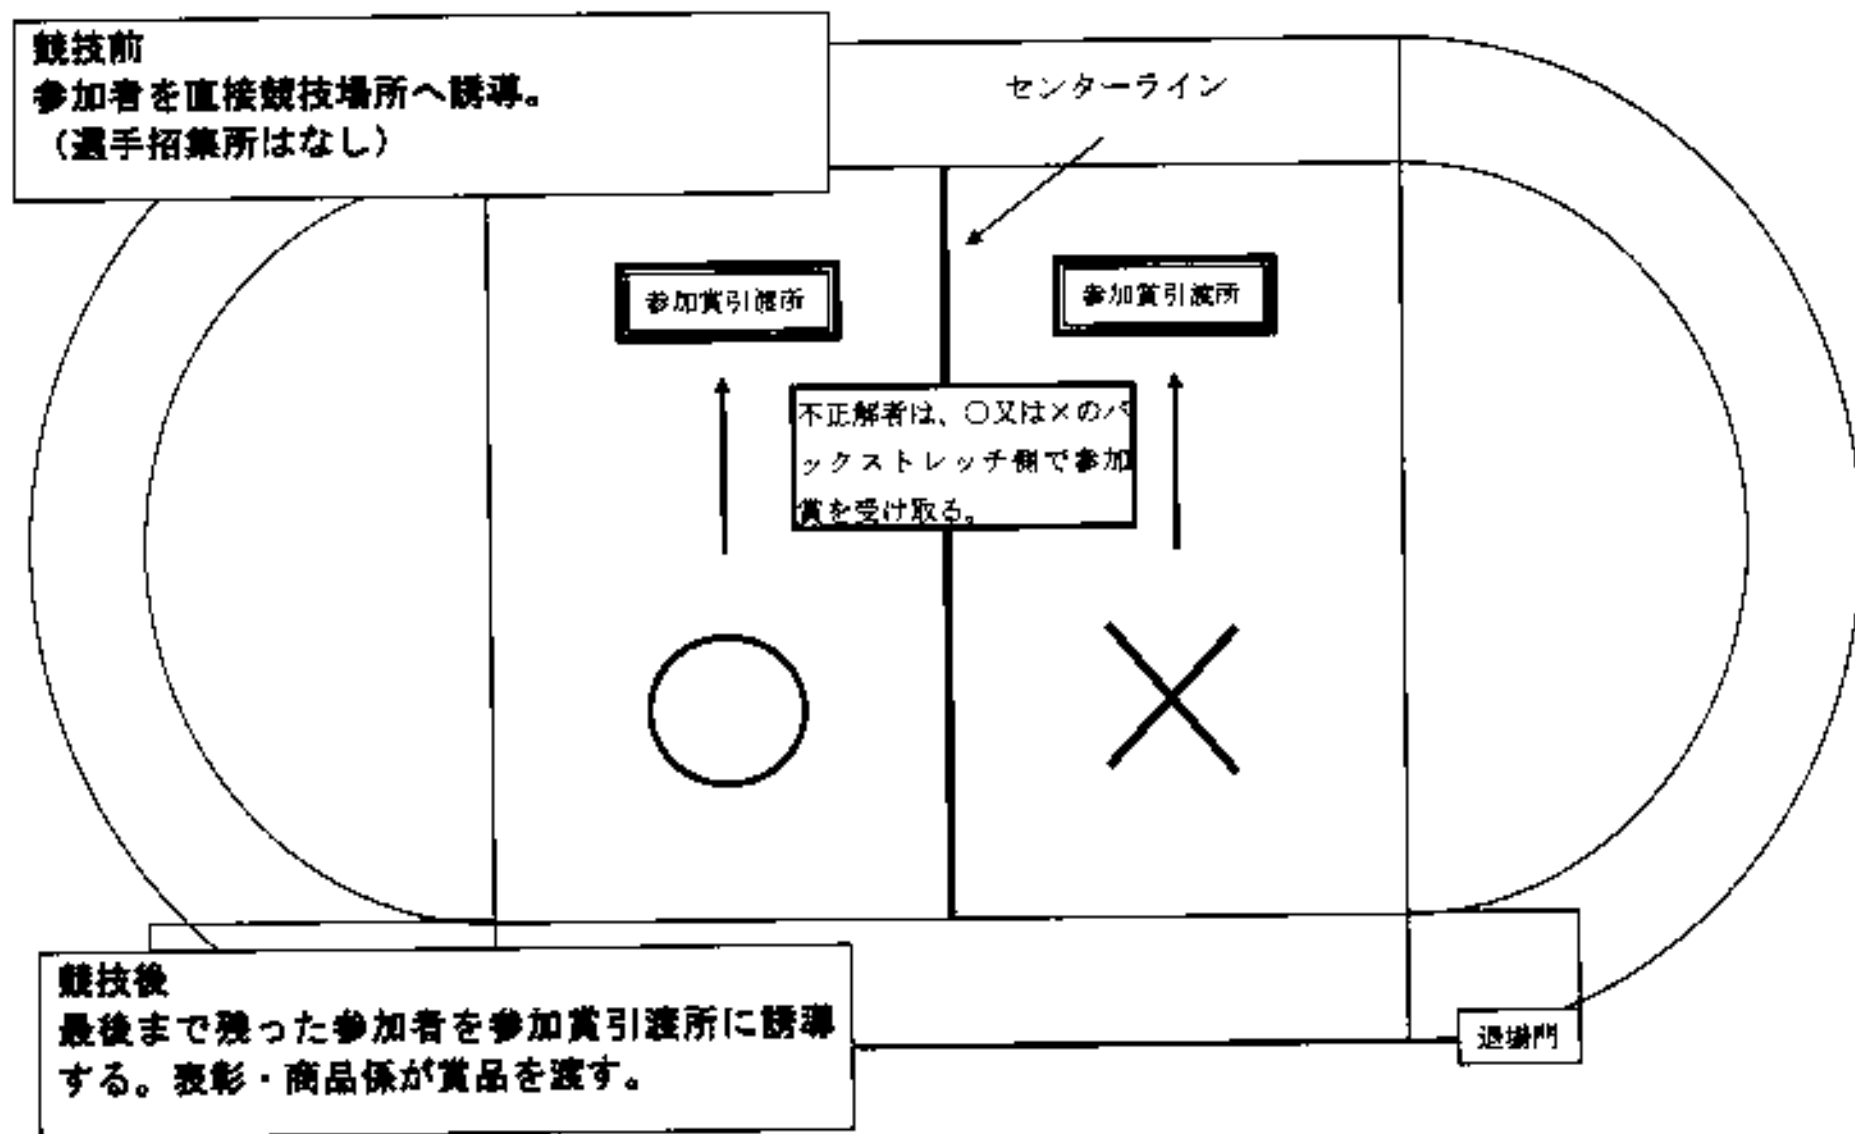 競技前
参加者を直接競技場所へ誘導。
（選手招集所はなし）
センターライン
参加賞引渡所
参加賞引渡所
不正解者は、○又は×のバ
ックストレッチ側で参加
賞を受け取る。
競技後
最後まで残った参加者を参加賞引渡所に誘導
する。表彰・商品係が賞品を渡す。
退場門